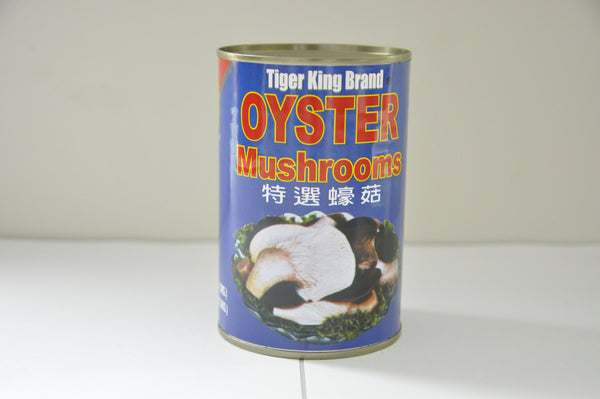 Tiger King Brand
OYSTER
Mushrooms
特選蠔菇